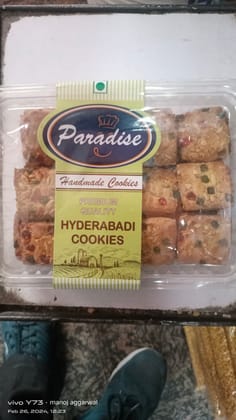 Paradise
Handmade Cookies
PREMIUM
QUALITY
HYDERABADI
COOKIES
vivo Y73 · manoj aggarwal
Feb 26, 2024, 12:23